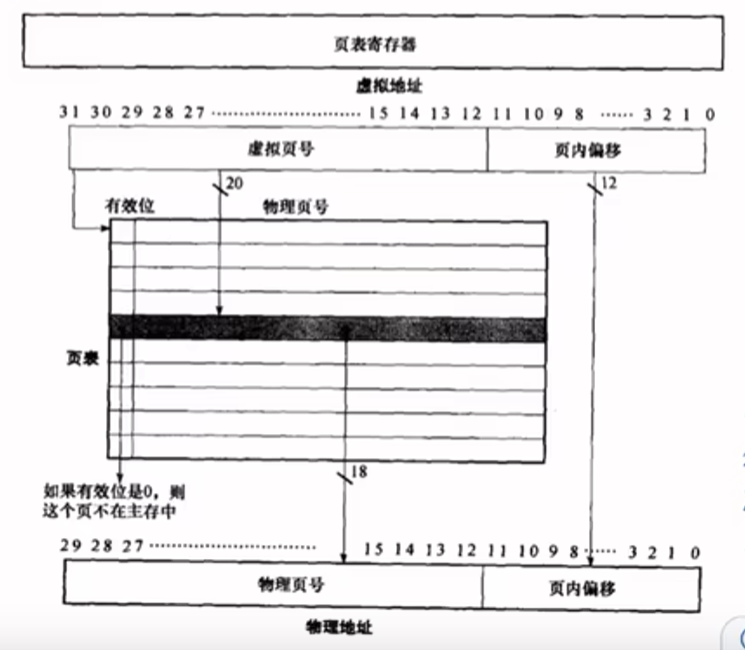 页表寄存器
虚拟地址
31 30 29 28 27 ······················ 15 14 13 12 11 10 9 8 ······ 3 2 1 0
虚拟页号 页内偏移
20 12
有效位 物理页号
页表
18
如果有效位是0，则
这个页不在主存中
29 28 27 ······················ 15 14 13 12 11 10 9 8 ······ 3 2 1 0
物理页号 页内偏移
物理地址